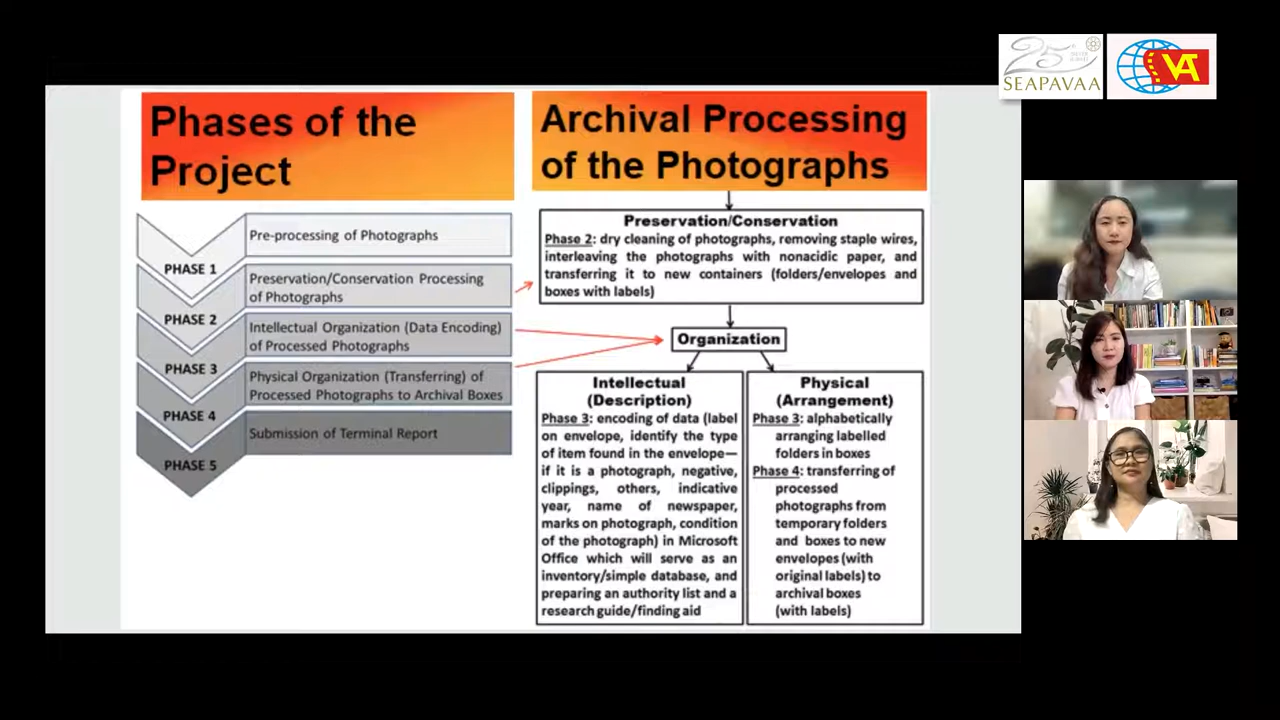 25
SEAPAVAA
VAT
Phases of the
Project
PHASE 1
Pre-processing of Photographs
PHASE 2
Preservation/Conservation Processing
of Photographs
PHASE 3
Intellectual Organization (Data Encoding)
of Processed Photographs
PHASE 4
Physical Organization (Transferring) of
Processed Photographs to Archival Boxes
PHASE 5
Submission of Terminal Report
Archival Processing
of the Photographs
Preservation/Conservation
Phase 2: dry cleaning of photographs, removing staple wires,
interleaving the photographs with nonacidic paper, and
transferring it to new containers (folders/envelopes and
boxes with labels)
Organization
Intellectual
(Description)
Phase 3: encoding of data (label
on envelope, identify the type
of item found in the envelope—
if it is a photograph, negative,
clippings, others, indicative
year, name of newspaper,
marks on photograph, condition
of the photograph) in Microsoft
Office which will serve as an
inventory/simple database, and
preparing an authority list and a
research guide/finding aid
Physical
(Arrangement)
Phase 3: alphabetically
arranging labelled
folders in boxes
Phase 4: transferring of
processed
photographs from
temporary folders
and boxes to new
envelopes (with
original labels) to
archival boxes
(with labels)